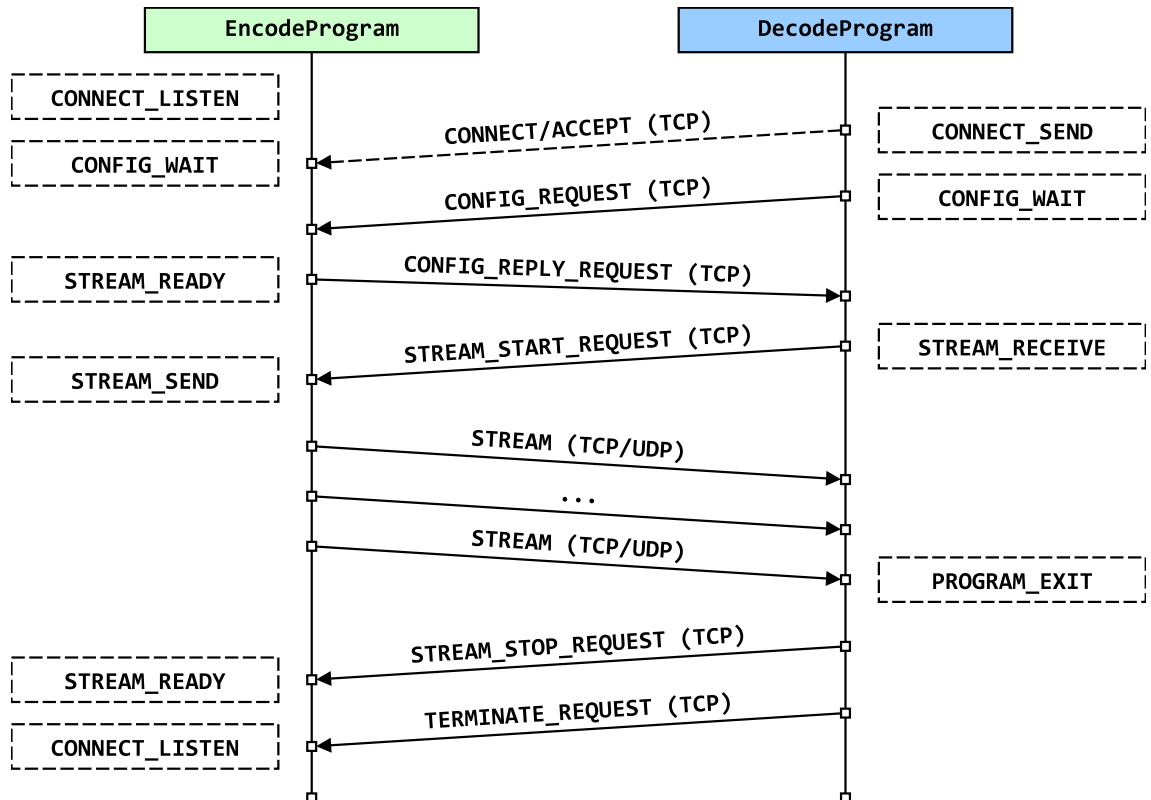 EncodeProgram
DecodeProgram
CONNECT_LISTEN
CONNECT/ACCEPT (TCP)
CONNECT_SEND
CONFIG_WAIT
CONFIG_REQUEST (TCP)
CONFIG_WAIT
STREAM_READY
CONFIG_REPLY_REQUEST (TCP)
STREAM_START_REQUEST (TCP)
STREAM_RECEIVE
STREAM_SEND
STREAM (TCP/UDP)
...
STREAM (TCP/UDP)
PROGRAM_EXIT
STREAM_STOP_REQUEST (TCP)
STREAM_READY
TERMINATE_REQUEST (TCP)
CONNECT_LISTEN